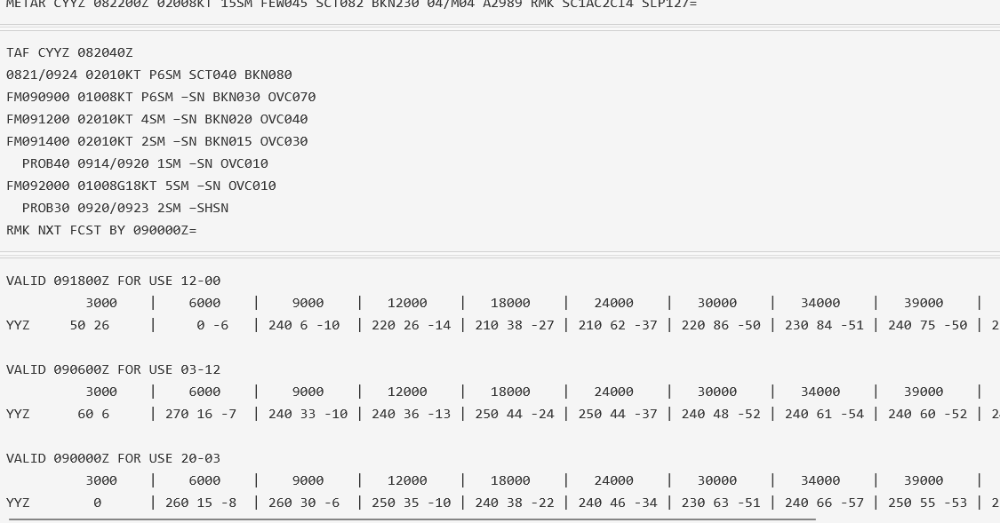 METAR CYYZ 082200Z 02008KT 15SM FEW045 SCT082 BKN230 04/M04 A2989 RMK SC1AC2CI4 SLP127=
TAF CYYZ 082040Z
0821/0924 02010KT P6SM SCT040 BKN080
FM090900 01008KT P6SM –SN BKN030 OVC070
FM091200 02010KT 4SM –SN BKN020 OVC040
FM091400 02010KT 2SM –SN BKN015 OVC030
PROB40 0914/0920 1SM –SN OVC010
FM092000 01008G18KT 5SM –SN OVC010
PROB30 0920/0923 2SM –SHSN
RMK NXT FCST BY 090000Z=
VALID 091800Z FOR USE 12-00
3000 | 6000 | 9000 | 12000 | 18000 | 24000 | 30000 | 34000 | 39000 |
YYZ 50 26 | 0 -6 | 240 6 -10 | 220 26 -14 | 210 38 -27 | 210 62 -37 | 220 86 -50 | 230 84 -51 | 240 75 -50 |
VALID 090600Z FOR USE 03-12
3000 | 6000 | 9000 | 12000 | 18000 | 24000 | 30000 | 34000 | 39000 |
YYZ 60 6 | 270 16 -7 | 240 33 -10 | 240 36 -13 | 250 44 -24 | 250 44 -37 | 240 48 -52 | 240 61 -54 | 240 60 -52 |
VALID 090000Z FOR USE 20-03
3000 | 6000 | 9000 | 12000 | 18000 | 24000 | 30000 | 34000 | 39000 |
YYZ 0 | 260 15 -8 | 260 30 -6 | 250 35 -10 | 240 38 -22 | 240 46 -34 | 230 63 -51 | 240 66 -57 | 250 55 -53 |